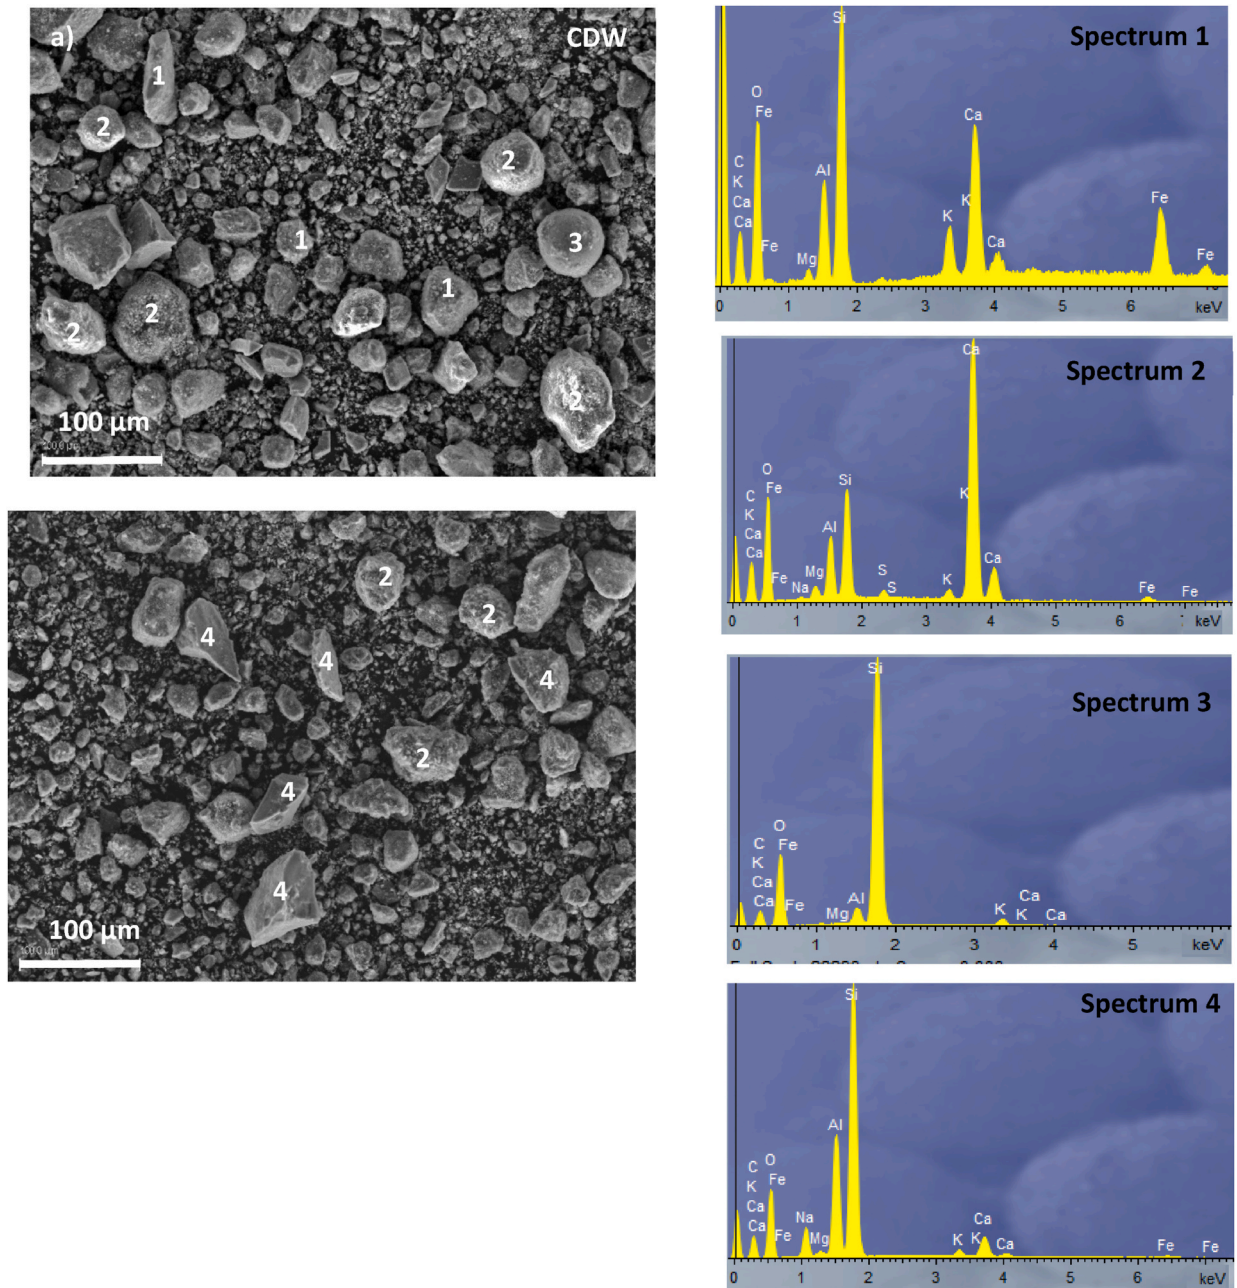 a)
CDW
1
2
2
3
1
1
2
2
2
100 µm
2
4
4
2
4
2
4
4
100 µm
Spectrum 1
Si
O
Fe
Ca
C
K
Ca
Ca
Al
K
K
Fe
Fe
Mg
Ca
Fe
0 1 2 3 4 5 6 keV
Spectrum 2
Ca
O
Fe
Si
K
C
K
Ca
Ca
Al
Mg
S
S
Ca
Fe
Na
K
Fe
Fe
0 1 2 3 4 5 6 7 keV
Spectrum 3
Si
O
Fe
C
K
Ca
Ca
Fe
Mg
Al
K
Ca
K
Ca
0 1 2 3 4 5 keV
Spectrum 4
Si
Al
O
Fe
C
K
Ca
Ca
Fe
Na
Mg
K
K
Ca
Ca
Fe
Fe
0 1 2 3 4 5 6 keV